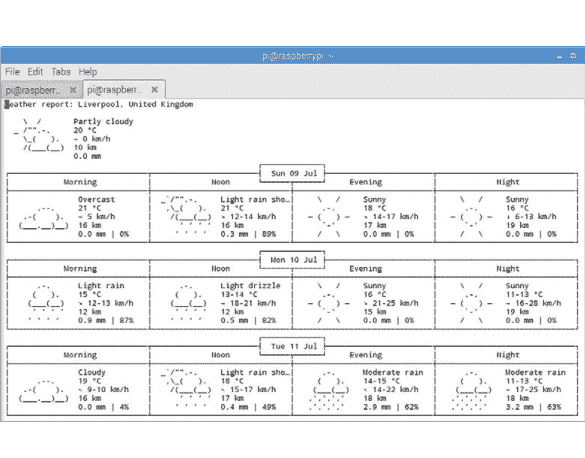 pi@raspberrypi: ~
File Edit Tabs Help
pi@raspberr... pi@raspberr...
Weather report: Liverpool, United Kingdom
Partly cloudy
20 °C
~ 0 km/h
10 km
0.0 mm
Sun 09 Jul
Morning Noon Evening Night
Overcast Light rain sho… Sunny Sunny
21 °C 21 °C 18 °C 16 °C
5 km/h 12-14 km/h 14-17 km/h 6-13 km/h
16 km 16 km 17 km 19 km
0.0 mm | 0% 0.3 mm | 89% 0.0 mm | 0% 0.0 mm | 0%
Mon 10 Jul
Morning Noon Evening Night
Light rain Light drizzle Sunny Sunny
15 °C 13-14 °C 16 °C 11-13 °C
12-13 km/h 18-21 km/h 21-25 km/h 16-28 km/h
12 km 12 km 15 km 19 km
0.9 mm | 87% 0.5 mm | 82% 0.0 mm | 0% 0.0 mm | 0%
Tue 11 Jul
Morning Noon Evening Night
Cloudy Light rain sho… Moderate rain Moderate rain
19 °C 18 °C 14-15 °C 11-13 °C
9-10 km/h 15-17 km/h 14-22 km/h 17-25 km/h
16 km 17 km 18 km 18 km
0.0 mm | 4% 0.4 mm | 49% 2.9 mm | 62% 3.2 mm | 63%